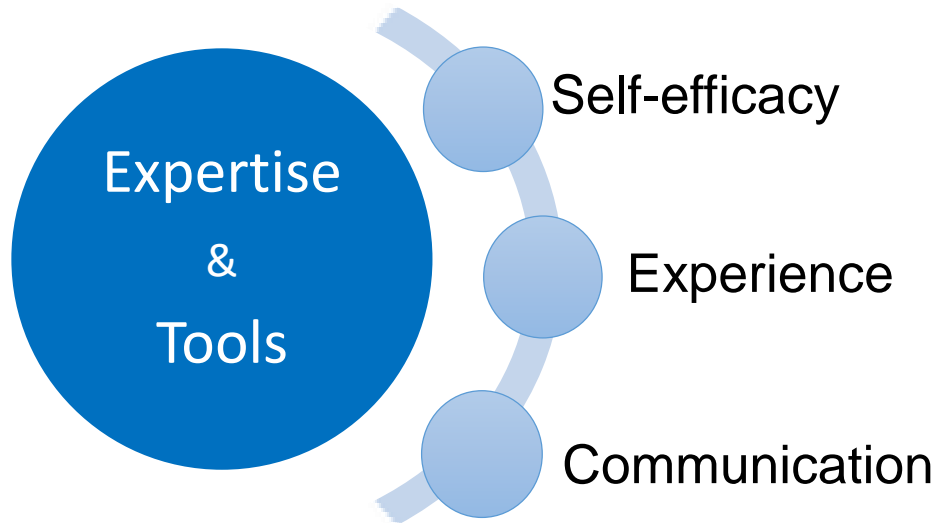 Expertise
&
Tools
Self-efficacy
Experience
Communication